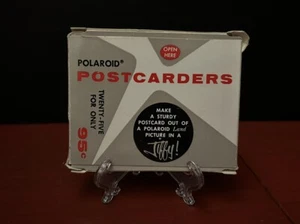 OPEN
HERE
POLAROID®
POSTCARDERS
TWENTY-FIVE
FOR ONLY
95¢
MAKE
A STURDY
POSTCARD OUT OF
A POLAROID Land
PICTURE IN A
Jiffy!